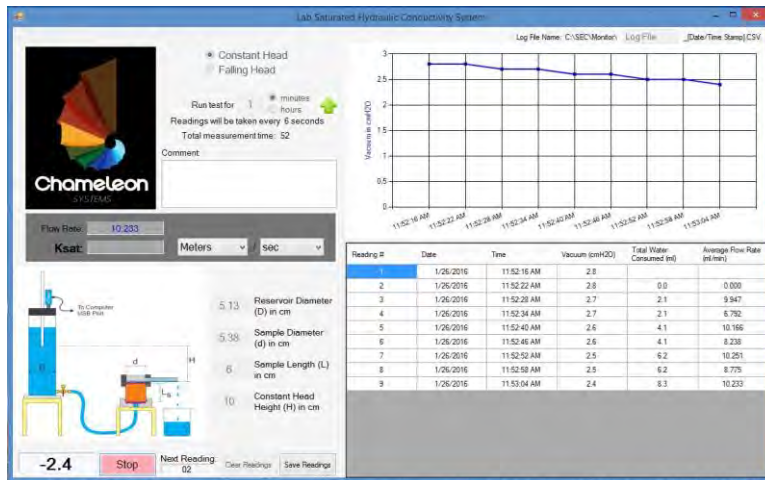 Lab Saturated Hydraulic Conductivity System
Log File Name: C:\SEC\Monitor\ Log File _[Date/Time Stamp].CSV
Chameleon
SYSTEMS
Constant Head
Falling Head
Run test for 1 minutes
hours
Readings will be taken every 6 seconds
Total measurement time: 52
Comment:
Flow Rate: 10.233
Ksat: Meters / sec
To Computer
USB Port
D
d
H
L
5.13 Reservoir Diameter
(D) in cm
5.38 Sample Diameter
(d) in cm
6 Sample Length (L)
in cm
10 Constant Head
Height (H) in cm
-2.4 Stop Next Reading:
02 Clear Readings Save Readings
Vacuum in cmH2O
3
2.5
2
1.5
1
0.5
0
11:52:16 AM 11:52:22 AM 11:52:28 AM 11:52:34 AM 11:52:40 AM 11:52:46 AM 11:52:52 AM 11:52:58 AM 11:53:04 AM
Reading # Date Time Vacuum (cmH2O) Total Water Consumed (ml) Average Flow Rate (ml/min)
1 1/26/2016 11:52:16 AM 2.8
2 1/26/2016 11:52:22 AM 2.8 0.0 0.000
3 1/26/2016 11:52:28 AM 2.7 2.1 9.947
4 1/26/2016 11:52:34 AM 2.7 2.1 6.792
5 1/26/2016 11:52:40 AM 2.6 4.1 10.166
6 1/26/2016 11:52:46 AM 2.6 4.1 8.238
7 1/26/2016 11:52:52 AM 2.5 6.2 10.251
8 1/26/2016 11:52:58 AM 2.5 6.2 8.775
9 1/26/2016 11:53:04 AM 2.4 8.3 10.233